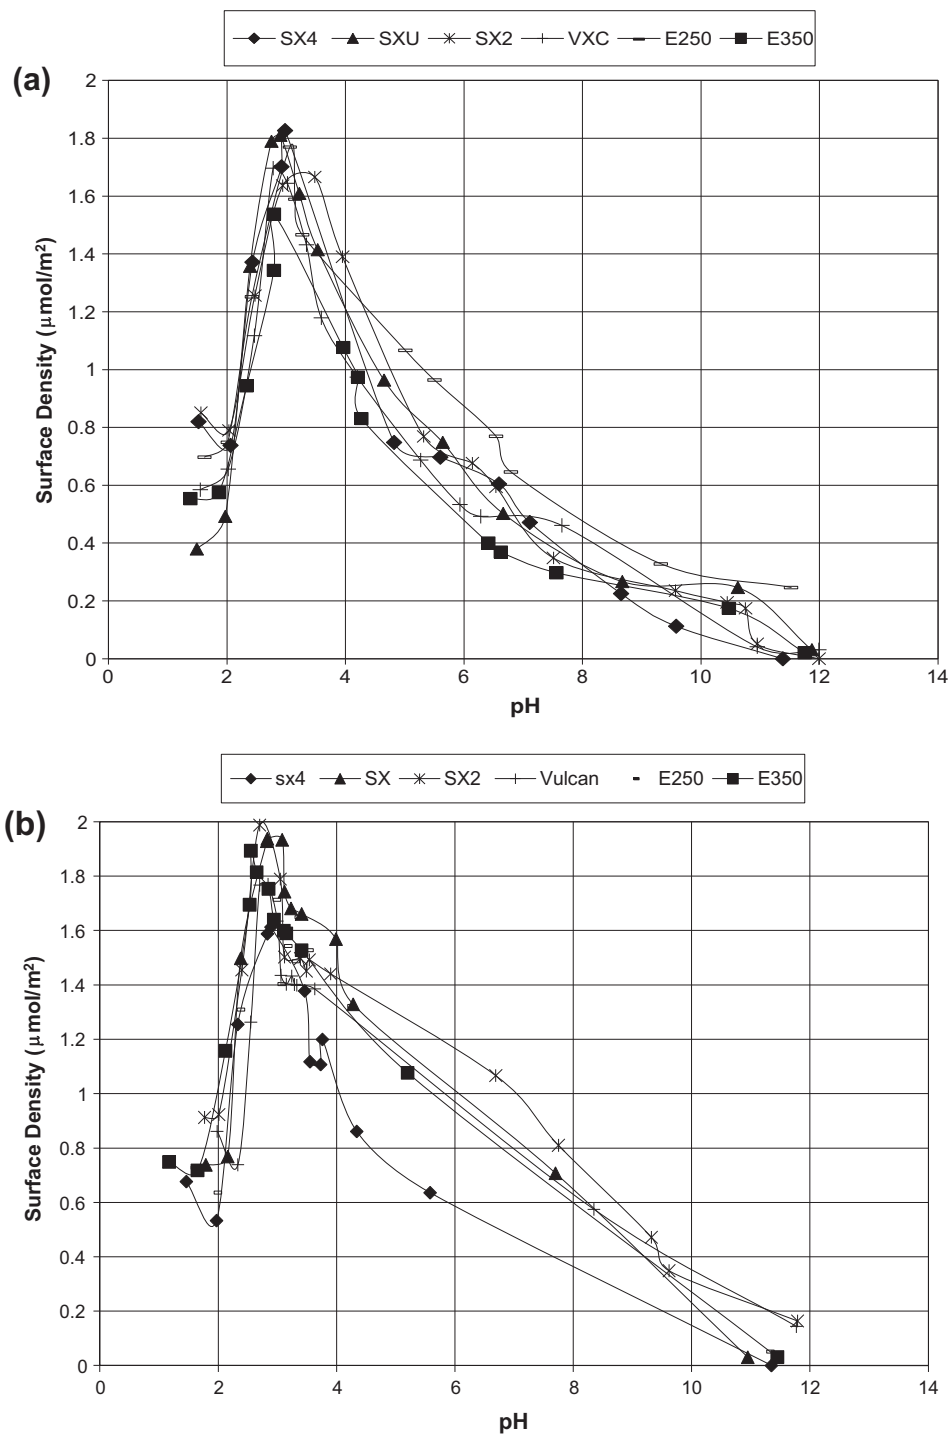 SX4 SXU SX2 VXC E250 E350
(a)
2
1.8
1.6
1.4
1.2
1
0.8
0.6
0.4
0.2
0
Surface Density (μmol/m²)
0 2 4 6 8 10 12 14
pH
sx4 SX SX2 Vulcan E250 E350
(b)
2
1.8
1.6
1.4
1.2
1
0.8
0.6
0.4
0.2
0
Surface Density (μmol/m²)
0 2 4 6 8 10 12 14
pH